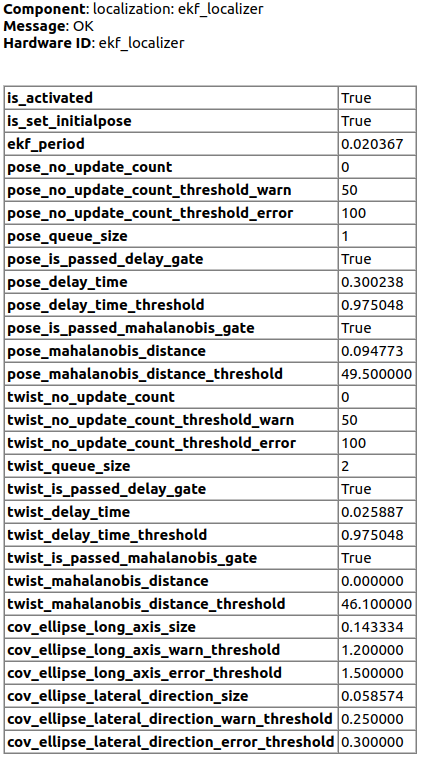 Component: localization: ekf_localizer
Message: OK
Hardware ID: ekf_localizer
is_activated True
is_set_initialpose True
ekf_period 0.020367
pose_no_update_count 0
pose_no_update_count_threshold_warn 50
pose_no_update_count_threshold_error 100
pose_queue_size 1
pose_is_passed_delay_gate True
pose_delay_time 0.300238
pose_delay_time_threshold 0.975048
pose_is_passed_mahalanobis_gate True
pose_mahalanobis_distance 0.094773
pose_mahalanobis_distance_threshold 49.500000
twist_no_update_count 0
twist_no_update_count_threshold_warn 50
twist_no_update_count_threshold_error 100
twist_queue_size 2
twist_is_passed_delay_gate True
twist_delay_time 0.025887
twist_delay_time_threshold 0.975048
twist_is_passed_mahalanobis_gate True
twist_mahalanobis_distance 0.000000
twist_mahalanobis_distance_threshold 46.100000
cov_ellipse_long_axis_size 0.143334
cov_ellipse_long_axis_warn_threshold 1.200000
cov_ellipse_long_axis_error_threshold 1.500000
cov_ellipse_lateral_direction_size 0.058574
cov_ellipse_lateral_direction_warn_threshold 0.250000
cov_ellipse_lateral_direction_error_threshold 0.300000